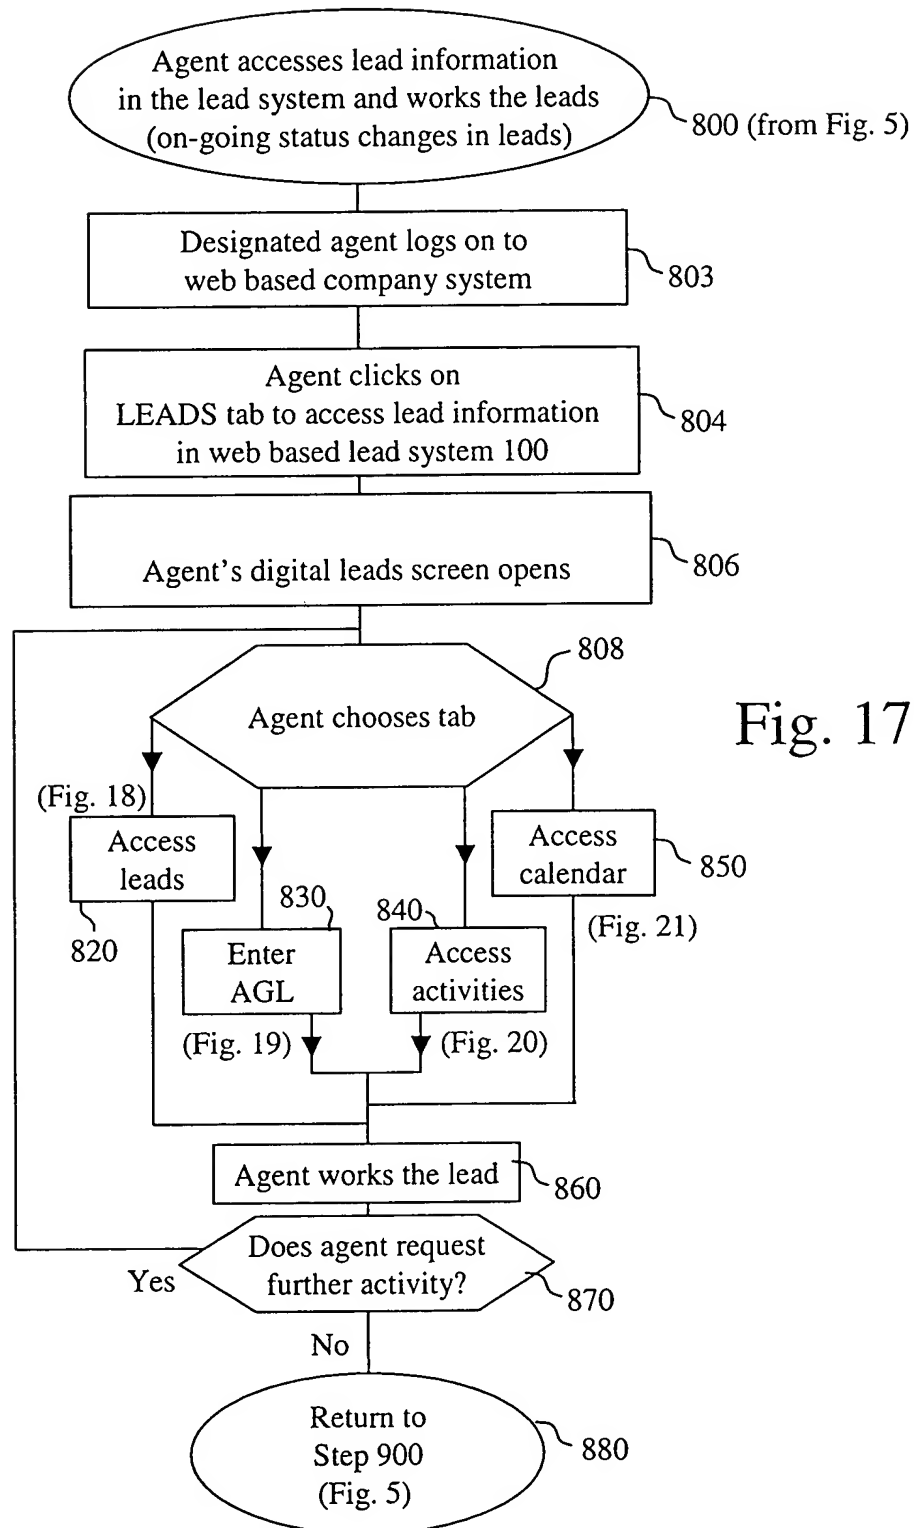 Agent accesses lead information
in the lead system and works the leads
(on-going status changes in leads)
800 (from Fig. 5)
Designated agent logs on to
web based company system
803
Agent clicks on
LEADS tab to access lead information
in web based lead system 100
804
Agent's digital leads screen opens
806
808
Agent chooses tab
Fig. 17
(Fig. 18)
Access
leads
820
Access
calendar
850
(Fig. 21)
830
Enter
AGL
(Fig. 19)
840
Access
activities
(Fig. 20)
Agent works the lead
860
Does agent request
further activity?
870
Yes
No
Return to
Step 900
(Fig. 5)
880